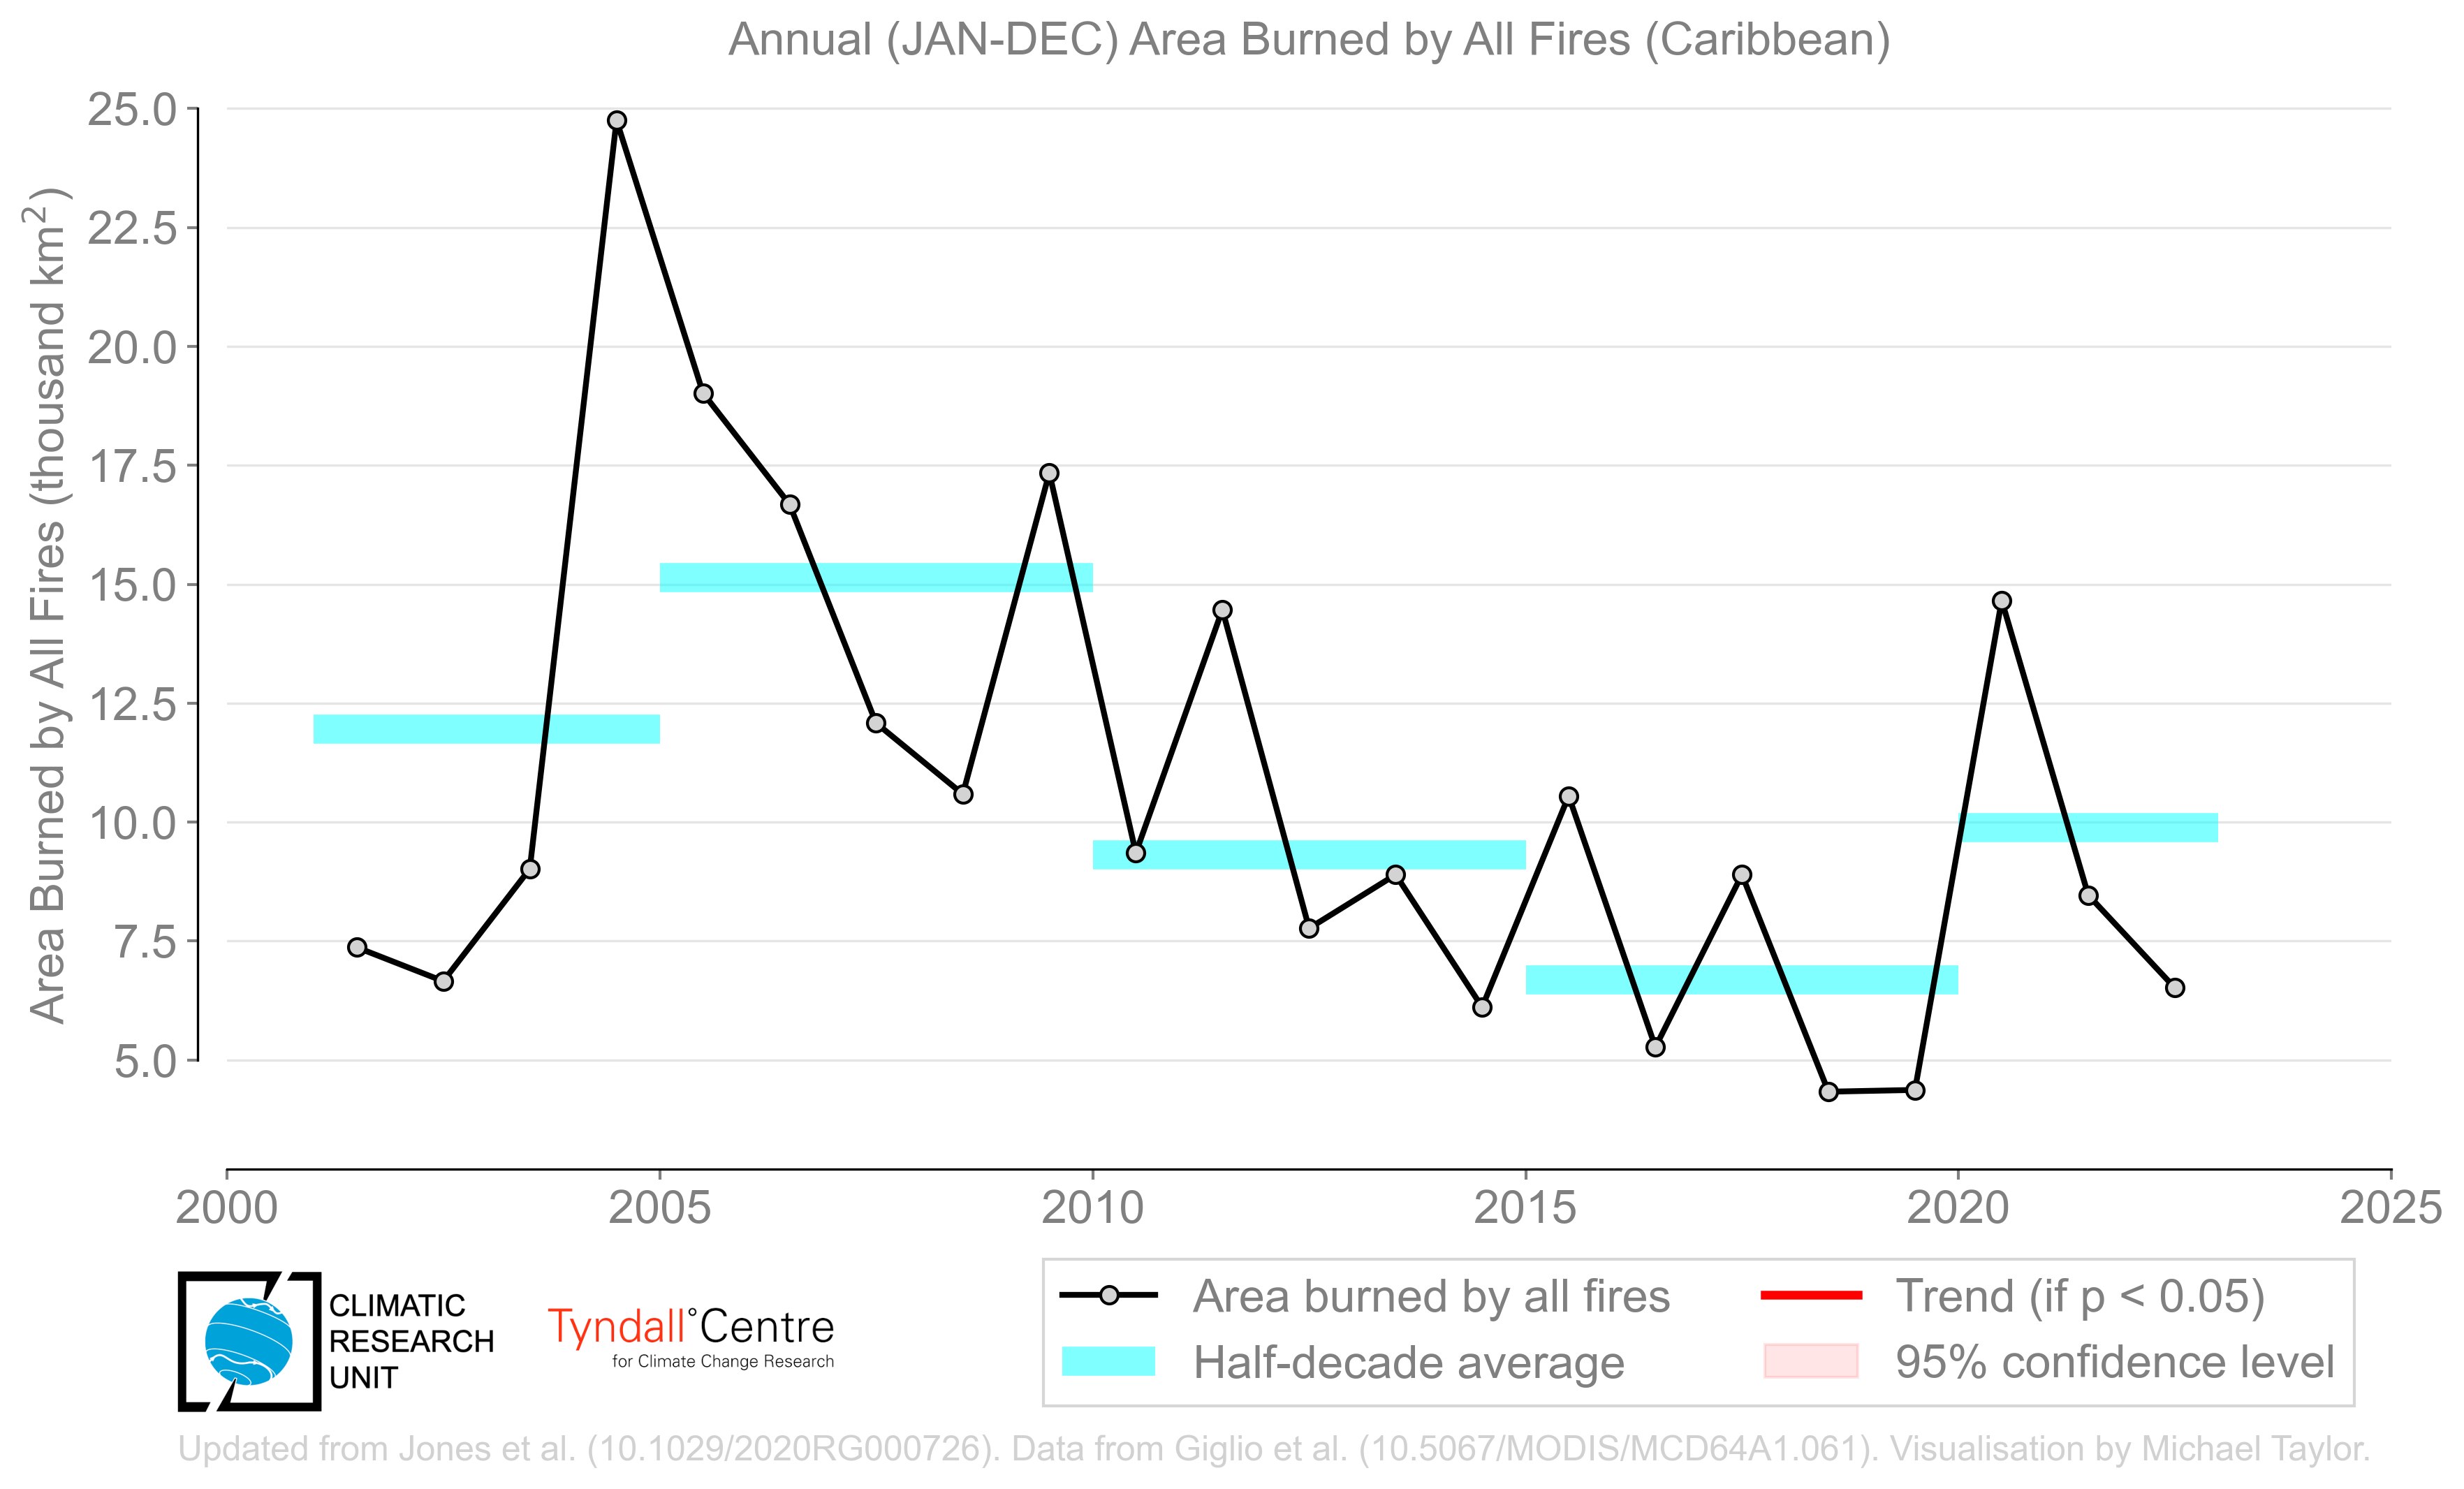 Annual (JAN-DEC) Area Burned by All Fires (Caribbean)
Area Burned by All Fires (thousand km²)
25.0
22.5
20.0
17.5
15.0
12.5
10.0
7.5
5.0
2000 2005 2010 2015 2020 2025
CLIMATIC
RESEARCH
UNIT
Tyndall°Centre
for Climate Change Research
Area burned by all fires Trend (if p < 0.05)
Half-decade average 95% confidence level
Updated from Jones et al. (10.1029/2020RG000726). Data from Giglio et al. (10.5067/MODIS/MCD64A1.061). Visualisation by Michael Taylor.